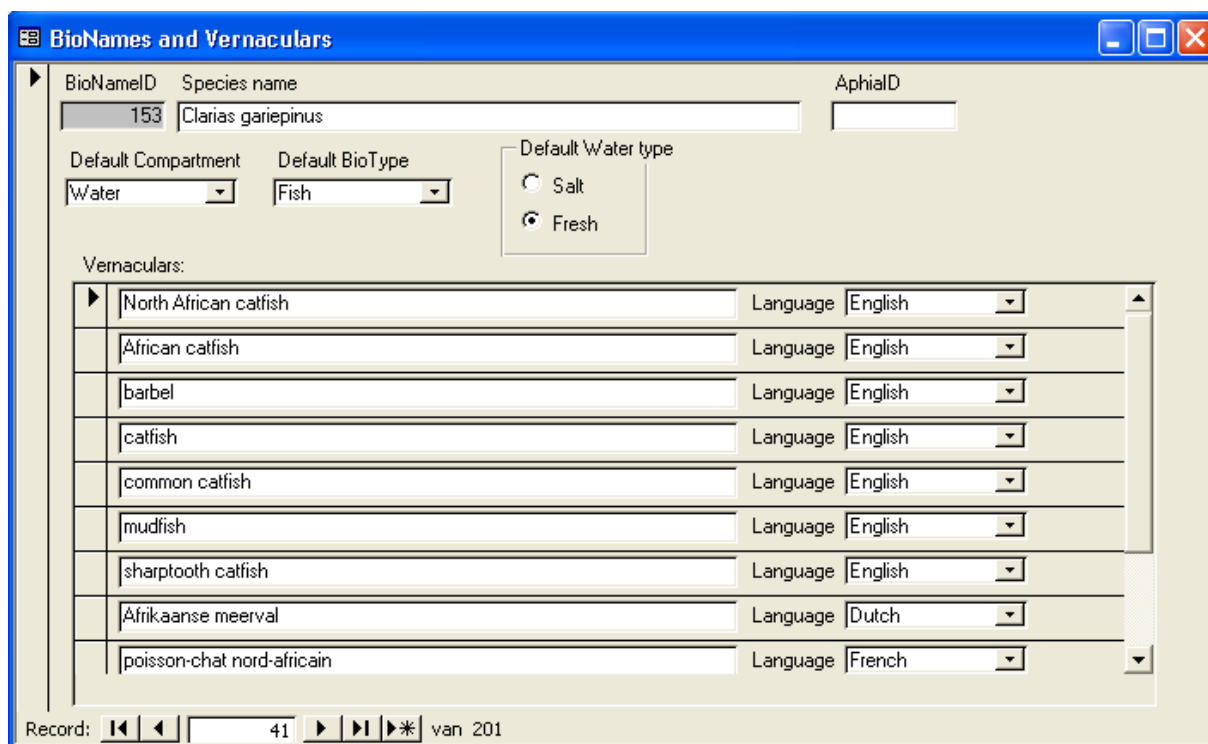 BioNames and Vernaculars
BioNameID Species name AphiaID
153 Clarias gariepinus
Default Compartment Default BioType Default Water type
Water Fish Salt
Fresh
Vernaculars:
North African catfish Language English
African catfish Language English
barbel Language English
catfish Language English
common catfish Language English
mudfish Language English
sharptooth catfish Language English
Afrikaanse meerval Language Dutch
poisson-chat nord-africain Language French
Record: 41 van 201